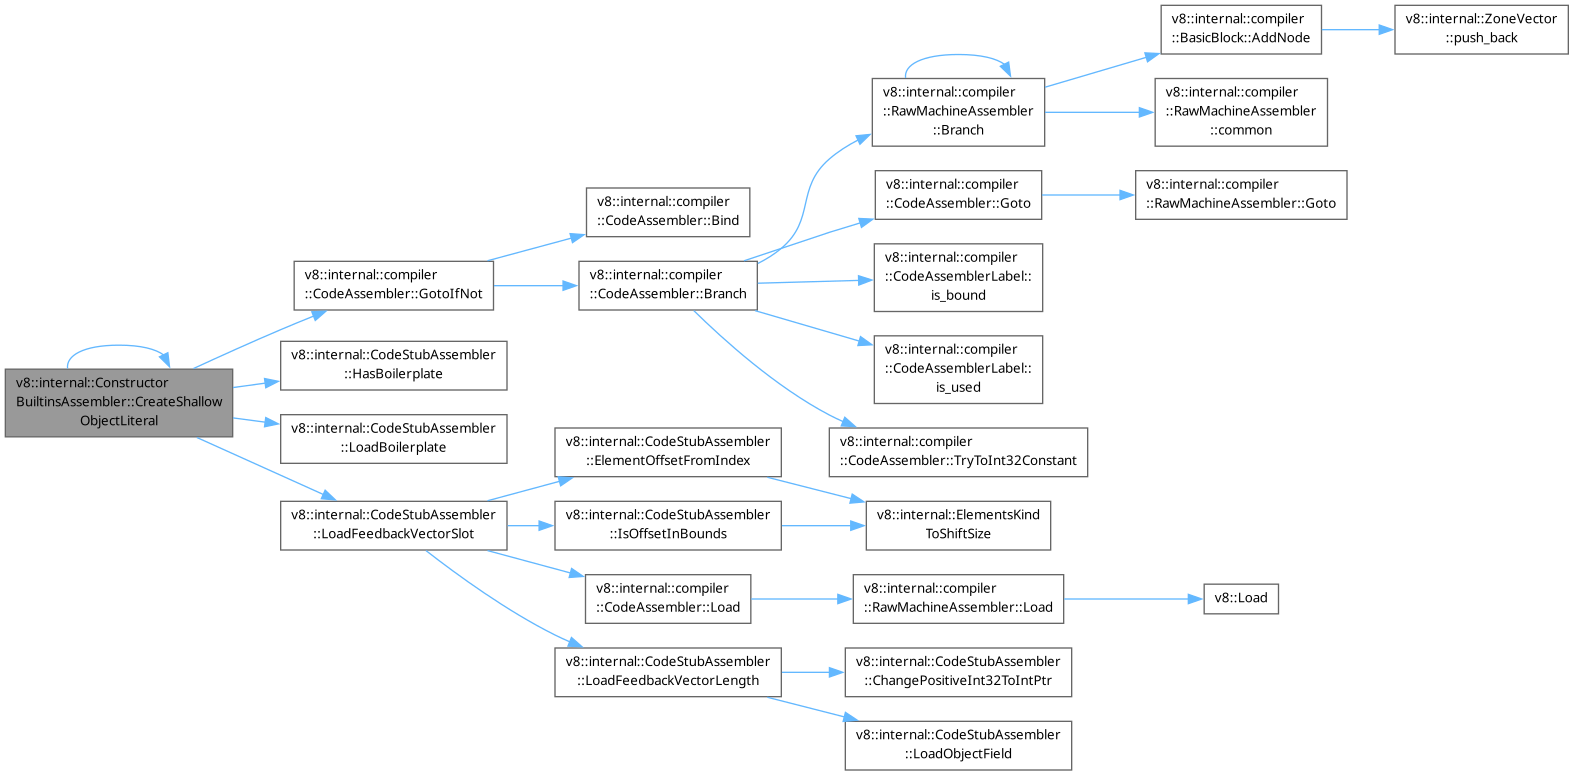 v8::internal::Constructor
BuiltinsAssembler::CreateShallow
ObjectLiteral
v8::internal::compiler
::CodeAssembler::GotoIfNot
v8::internal::compiler
::CodeAssembler::Bind
v8::internal::compiler
::CodeAssembler::Branch
v8::internal::compiler
::RawMachineAssembler
::Branch
v8::internal::compiler
::BasicBlock::AddNode
v8::internal::ZoneVector
::push_back
v8::internal::compiler
::RawMachineAssembler
::common
v8::internal::compiler
::CodeAssembler::Goto
v8::internal::compiler
::RawMachineAssembler::Goto
v8::internal::compiler
::CodeAssemblerLabel::
is_bound
v8::internal::compiler
::CodeAssemblerLabel::
is_used
v8::internal::compiler
::CodeAssembler::TryToInt32Constant
v8::internal::CodeStubAssembler
::HasBoilerplate
v8::internal::CodeStubAssembler
::LoadBoilerplate
v8::internal::CodeStubAssembler
::LoadFeedbackVectorSlot
v8::internal::CodeStubAssembler
::ElementOffsetFromIndex
v8::internal::ElementsKind
ToShiftSize
v8::internal::CodeStubAssembler
::IsOffsetInBounds
v8::internal::compiler
::CodeAssembler::Load
v8::internal::compiler
::RawMachineAssembler::Load
v8::Load
v8::internal::CodeStubAssembler
::LoadFeedbackVectorLength
v8::internal::CodeStubAssembler
::ChangePositiveInt32ToIntPtr
v8::internal::CodeStubAssembler
::LoadObjectField